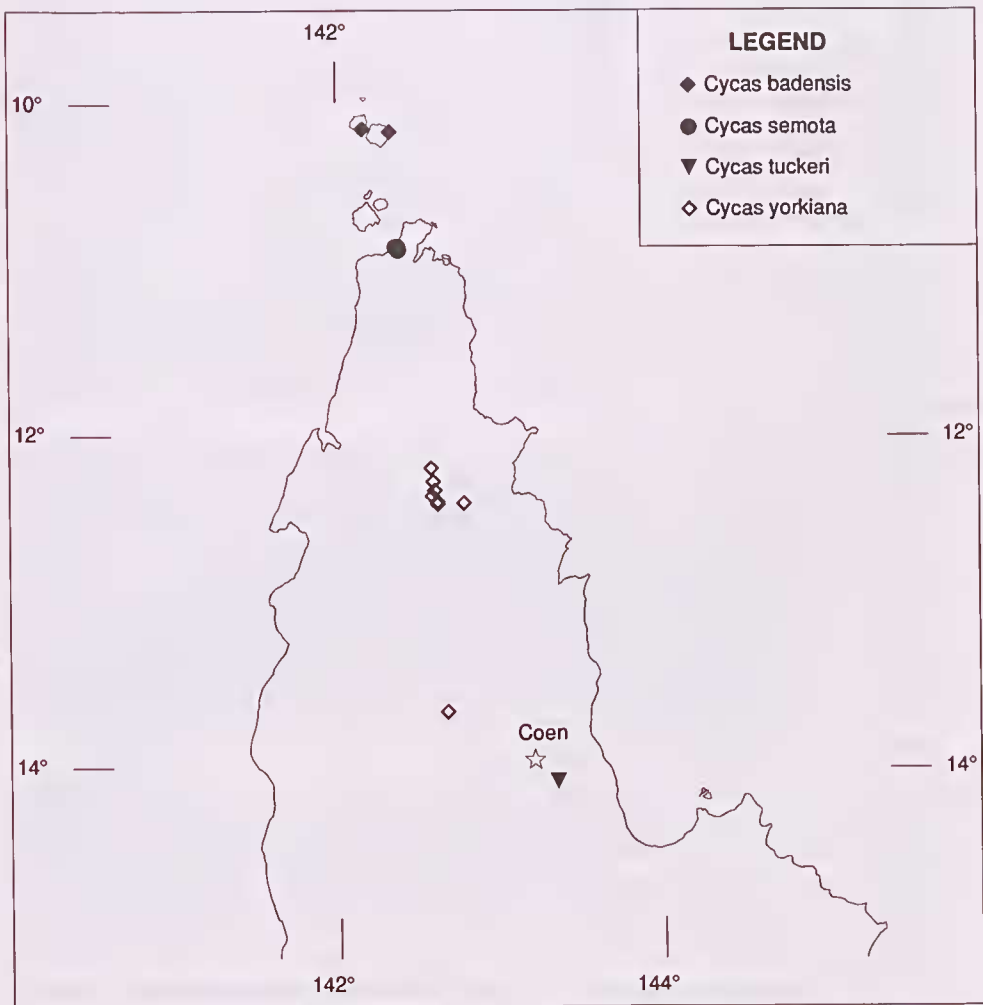 142°
LEGEND
Cycas badensis
Cycas semota
Cycas tuckeri
Cycas yorkiana
10°
12°
12°
Coen
14°
14°
142°
144°